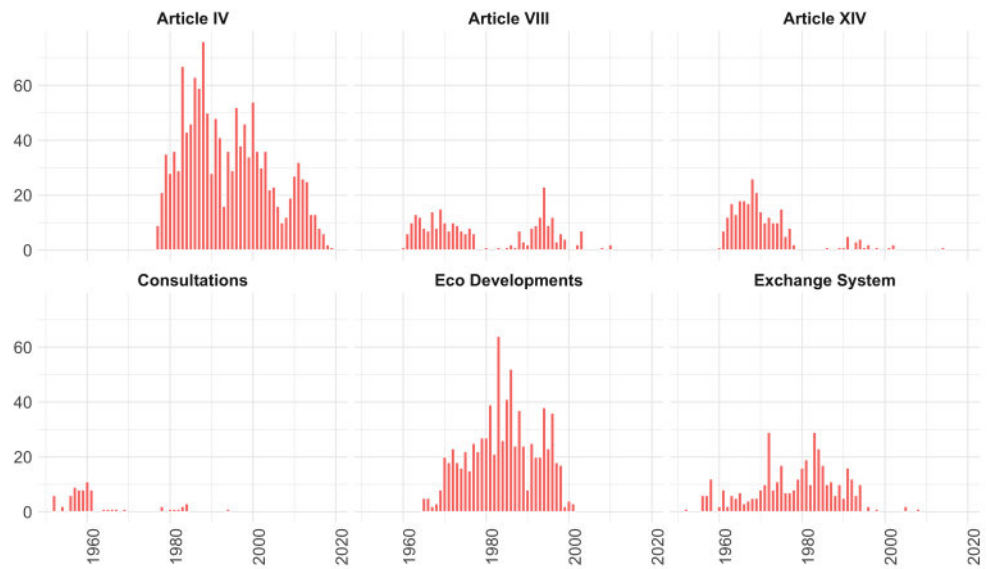 Article IV Article VIII Article XIV
60
40
20
0
Consultations Eco Developments Exchange System
60
40
20
0
1960 1980 2000 2020 1960 1980 2000 2020 1960 1980 2000 2020